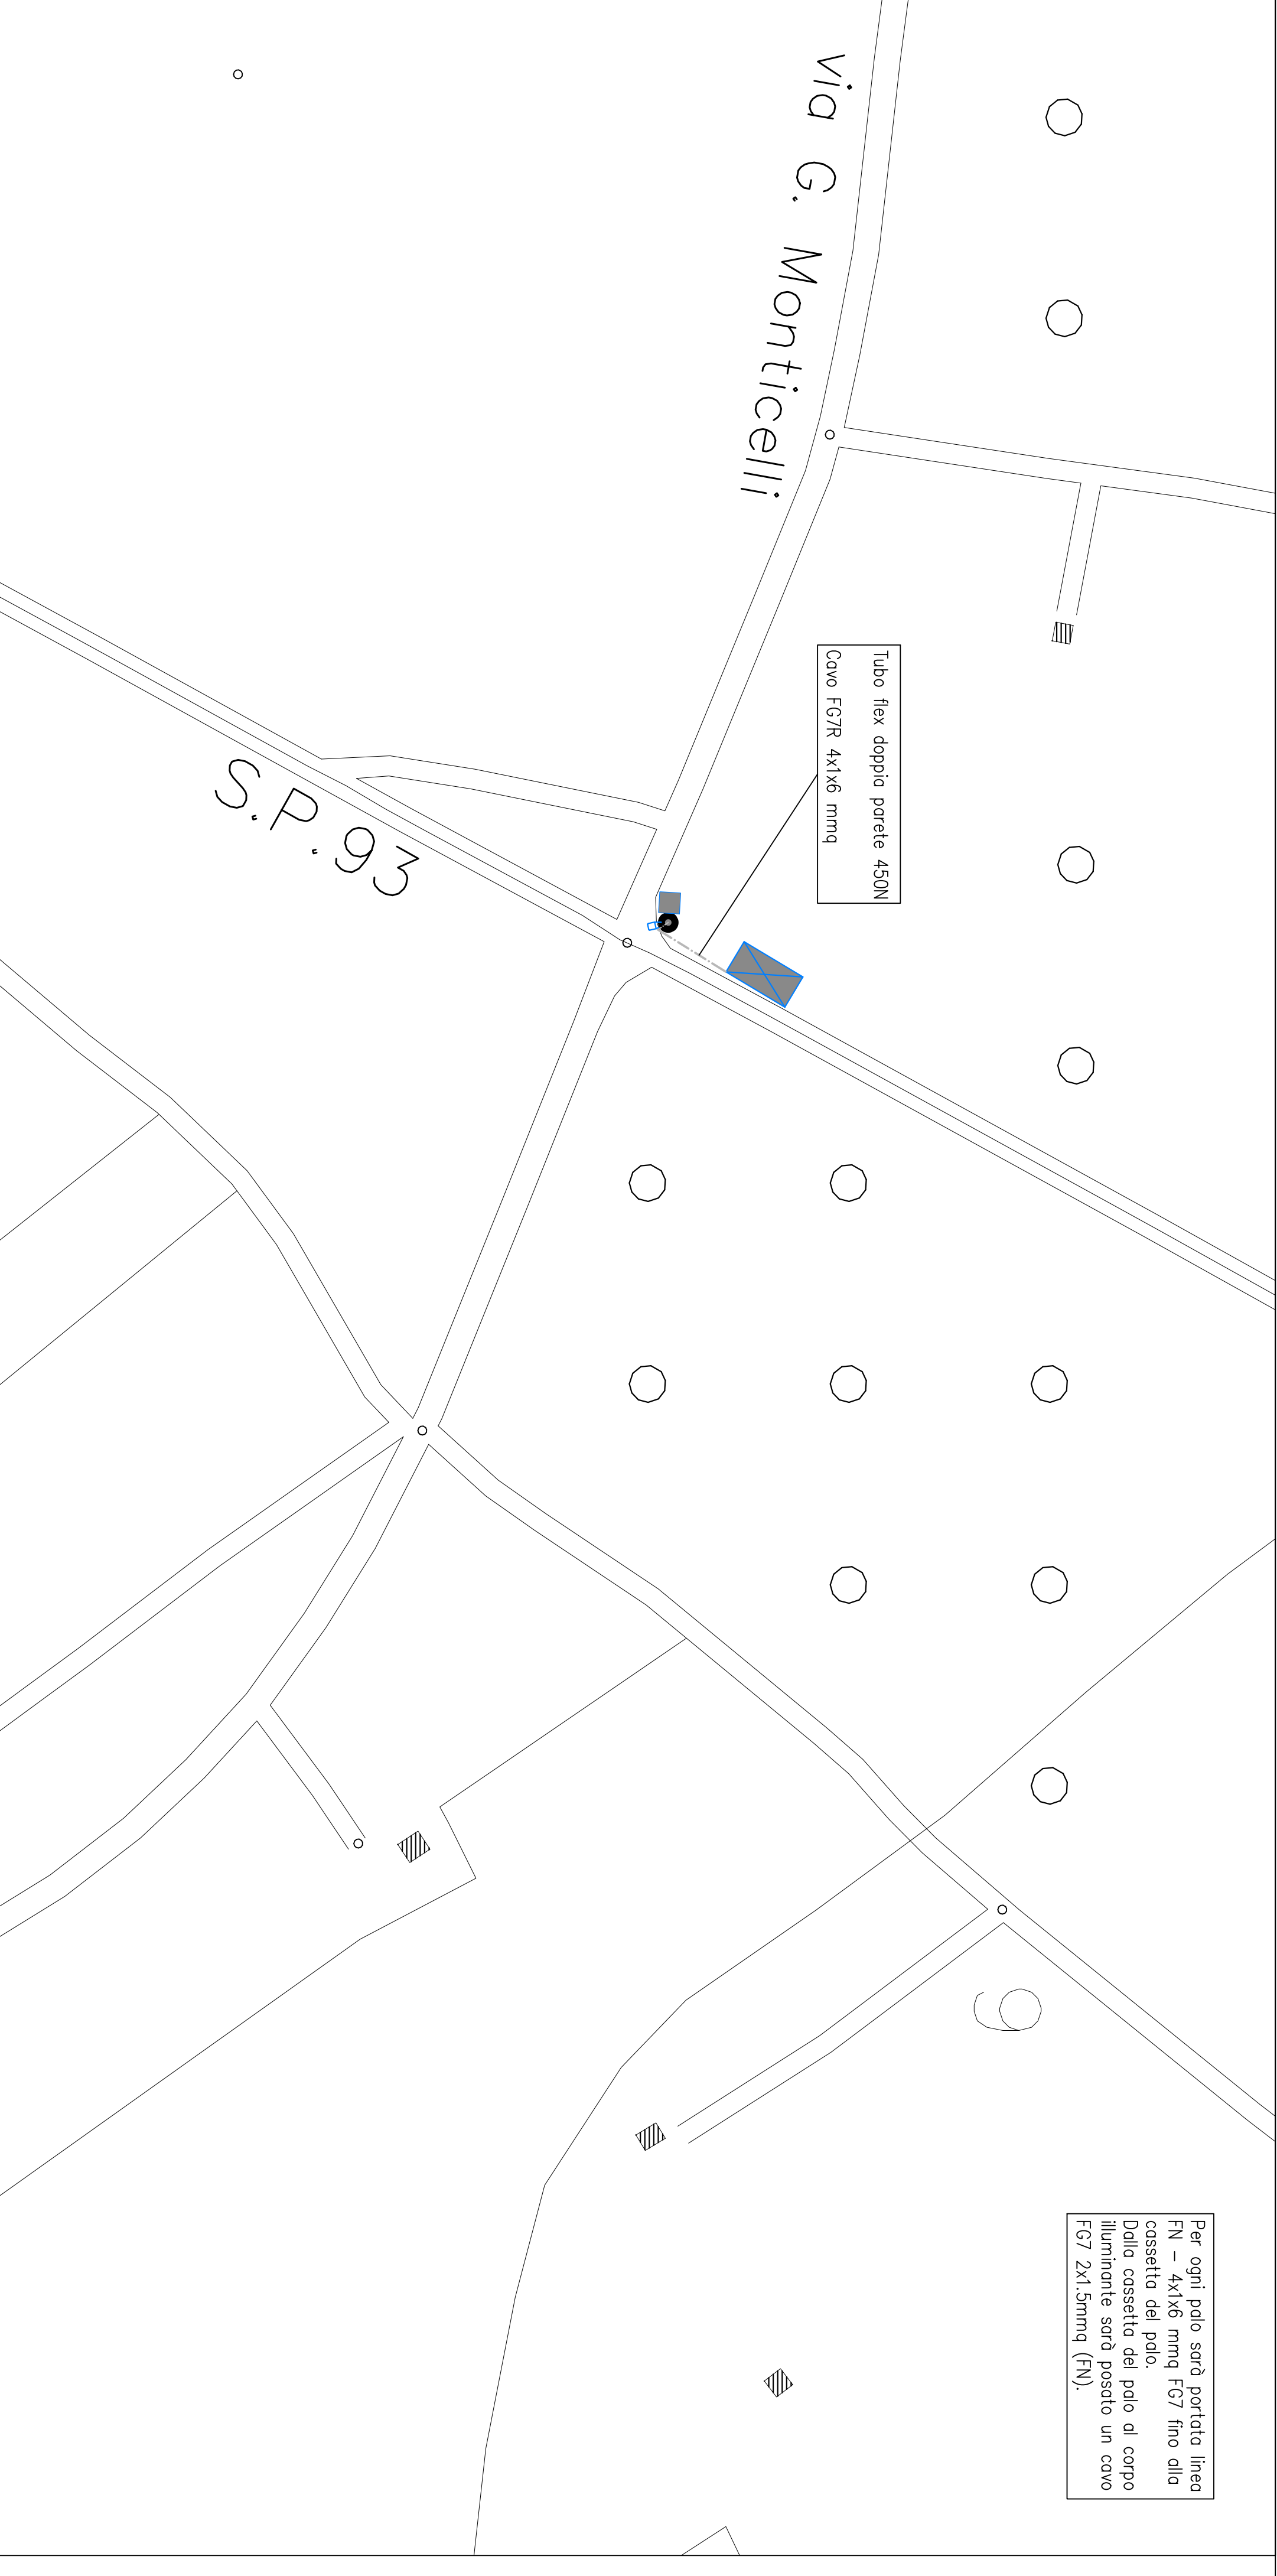 via G. Monticelli
Tubo flex doppia parete 450N
Cavo FG7R 4x1x6 mmq
S.P.93
6
Per ogni palo sarà portata linea
FN - 4x1x6 mmq FG7 fino alla
cassetta del palo.
Dalla cassetta del palo al corpo
illuminante sarà posato un cavo
FG7 2x1.5mmq (FN).